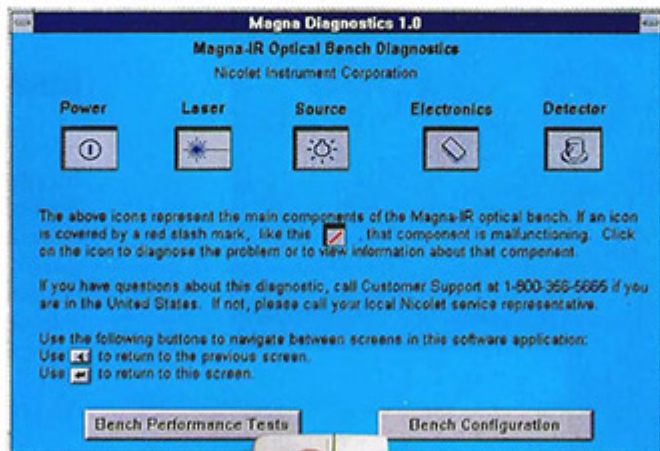 Magna Diagnostics 1.0
Magna-IR Optical Bench Diagnostics
Nicolet Instrument Corporation
Power Laser Source Electronics Detector
The above icons represent the main components of the Magna-IR optical bench. If an icon
is covered by a red slash mark, like this , that component is malfunctioning. Click
on the icon to diagnose the problem or to view information about that component.
If you have questions about this diagnostic, call Customer Support at 1-800-356-5665 if you
are in the United States. If not, please call your local Nicolet service representative.
Use the following buttons to navigate between screens in this software application:
Use to return to the previous screen.
Use to return to this screen.
Bench Performance Tests Bench Configuration